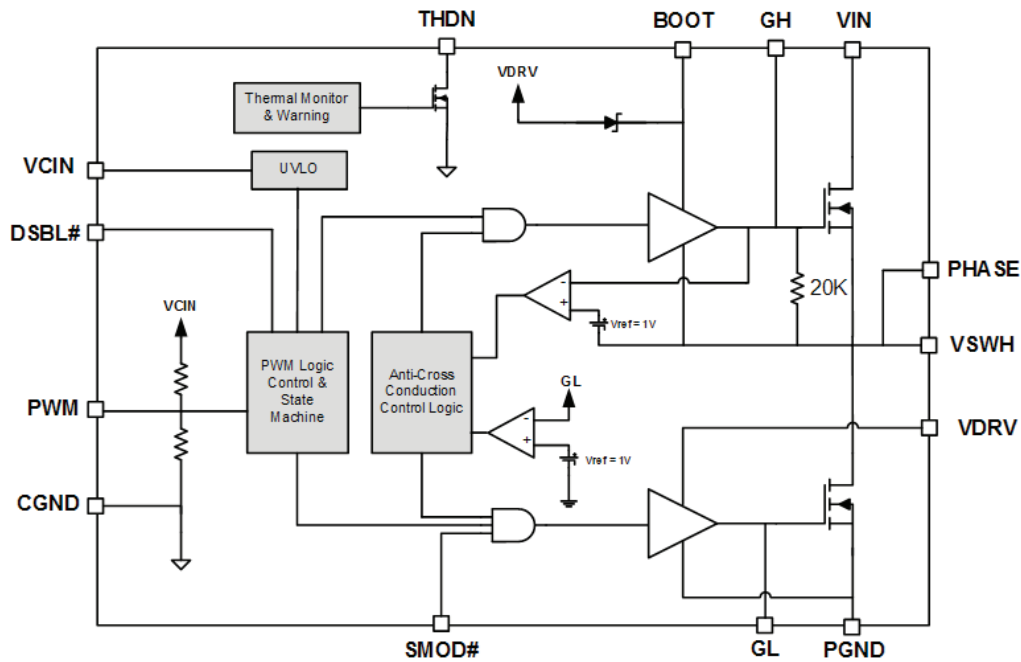 THDN
BOOT
GH
VIN
VDRV
Thermal Monitor
& Warning
VCIN
UVLO
DSBL#
PHASE
20K
VCIN
Vref = 1V
VSWH
PWM Logic
Control &
State
Machine
Anti-Cross
Conduction
Control Logic
GL
PWM
VDRV
Vref = 1V
CGND
SMOD#
GL
PGND
-
+
-
+